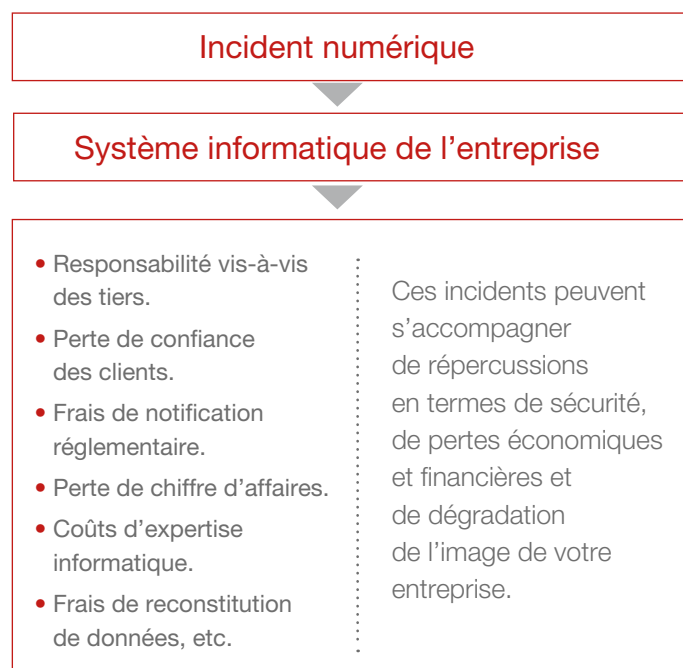 Incident numérique
Système informatique de l’entreprise
• Responsabilité vis-à-vis
des tiers.
• Perte de confiance
des clients.
• Frais de notification
réglementaire.
• Perte de chiffre d’affaires.
• Coûts d’expertise
informatique.
• Frais de reconstitution
de données, etc.
Ces incidents peuvent
s’accompagner
de répercussions
en termes de sécurité,
de pertes économiques
et financières et
de dégradation
de l’image de votre
entreprise.